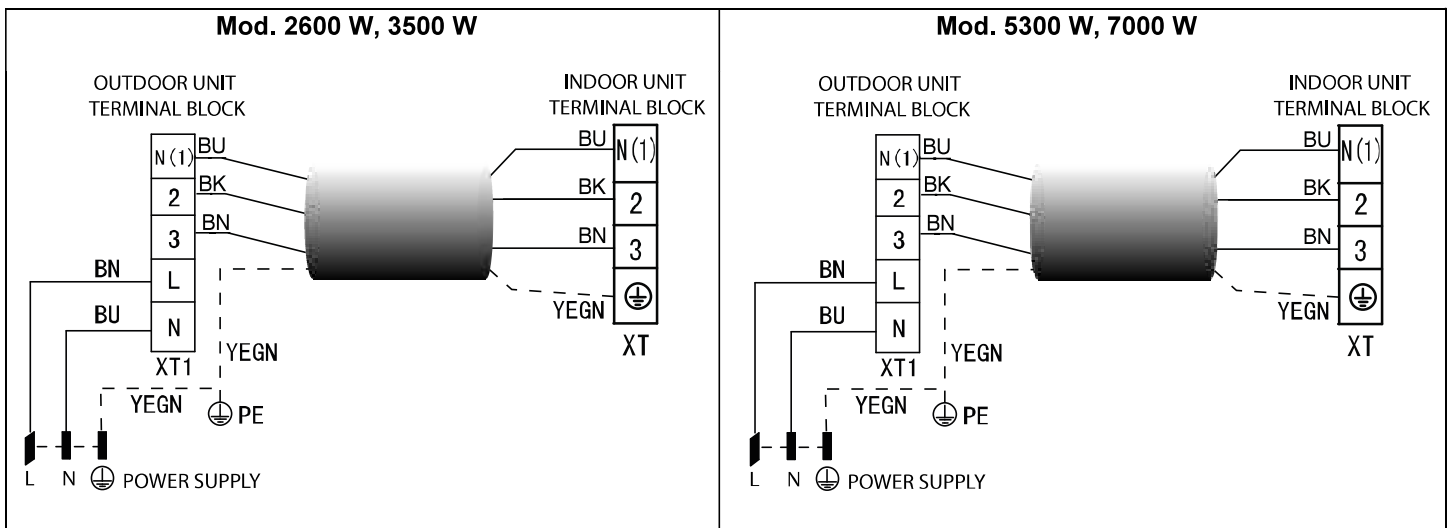 Mod. 2600 W, 3500 W
OUTDOOR UNIT
TERMINAL BLOCK
INDOOR UNIT
TERMINAL BLOCK
N(1)
BU
BU
N(1)
2
BK
BK
2
3
BN
BN
3
BN
L
YEGN
BU
N
XT
YEGN
XT1
YEGN
PE
L
N
POWER SUPPLY
Mod. 5300 W, 7000 W
OUTDOOR UNIT
TERMINAL BLOCK
INDOOR UNIT
TERMINAL BLOCK
N(1)
BU
BU
N(1)
2
BK
BK
2
3
BN
BN
3
BN
L
YEGN
BU
N
XT
YEGN
XT1
YEGN
PE
L
N
POWER SUPPLY